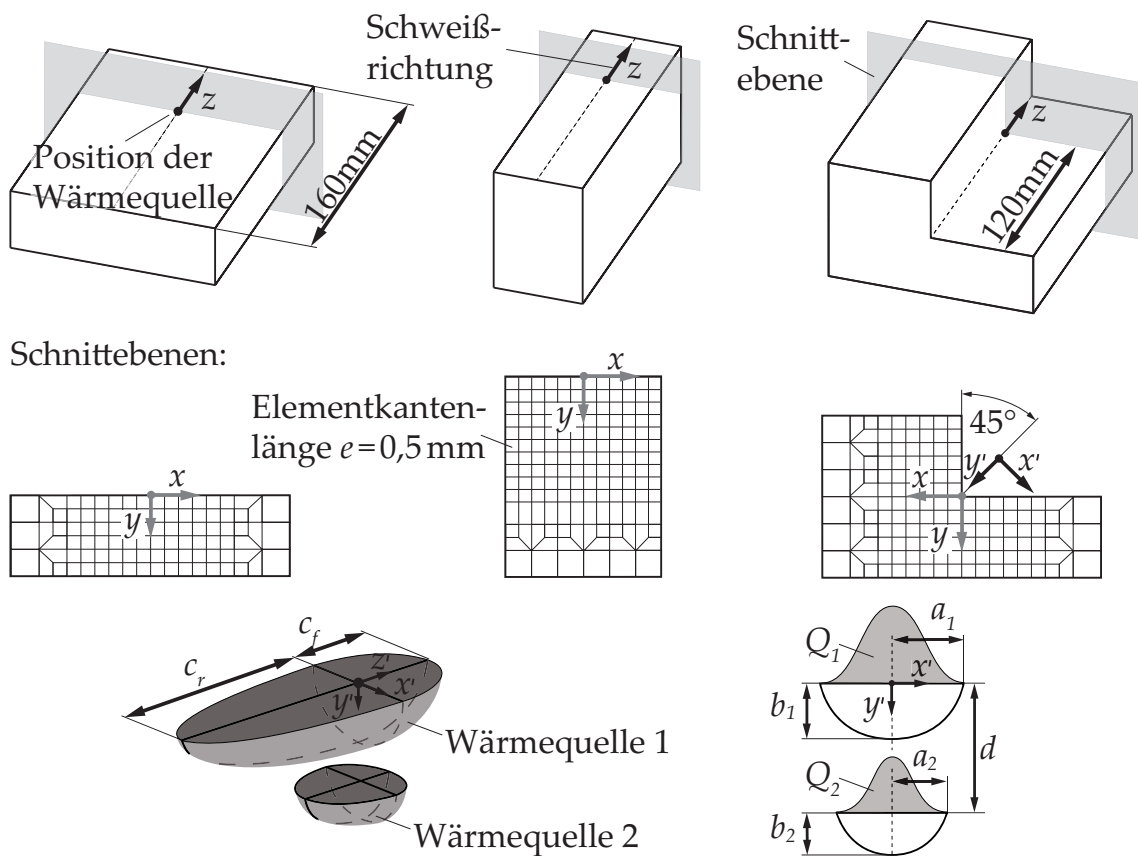 z
Position der
Wärmequelle
160mm
Schweiß-
richtung
z
Schnitt-
ebene
z
120mm
Schnittebenen:
x
y
Elementkanten-
länge e=0,5 mm
x
y
45°
y' x'
x
y
c_r
c_f
z'
x'
y'
Wärmequelle 1
Wärmequelle 2
Q_1
a_1
x'
b_1
y'
d
Q_2
a_2
b_2